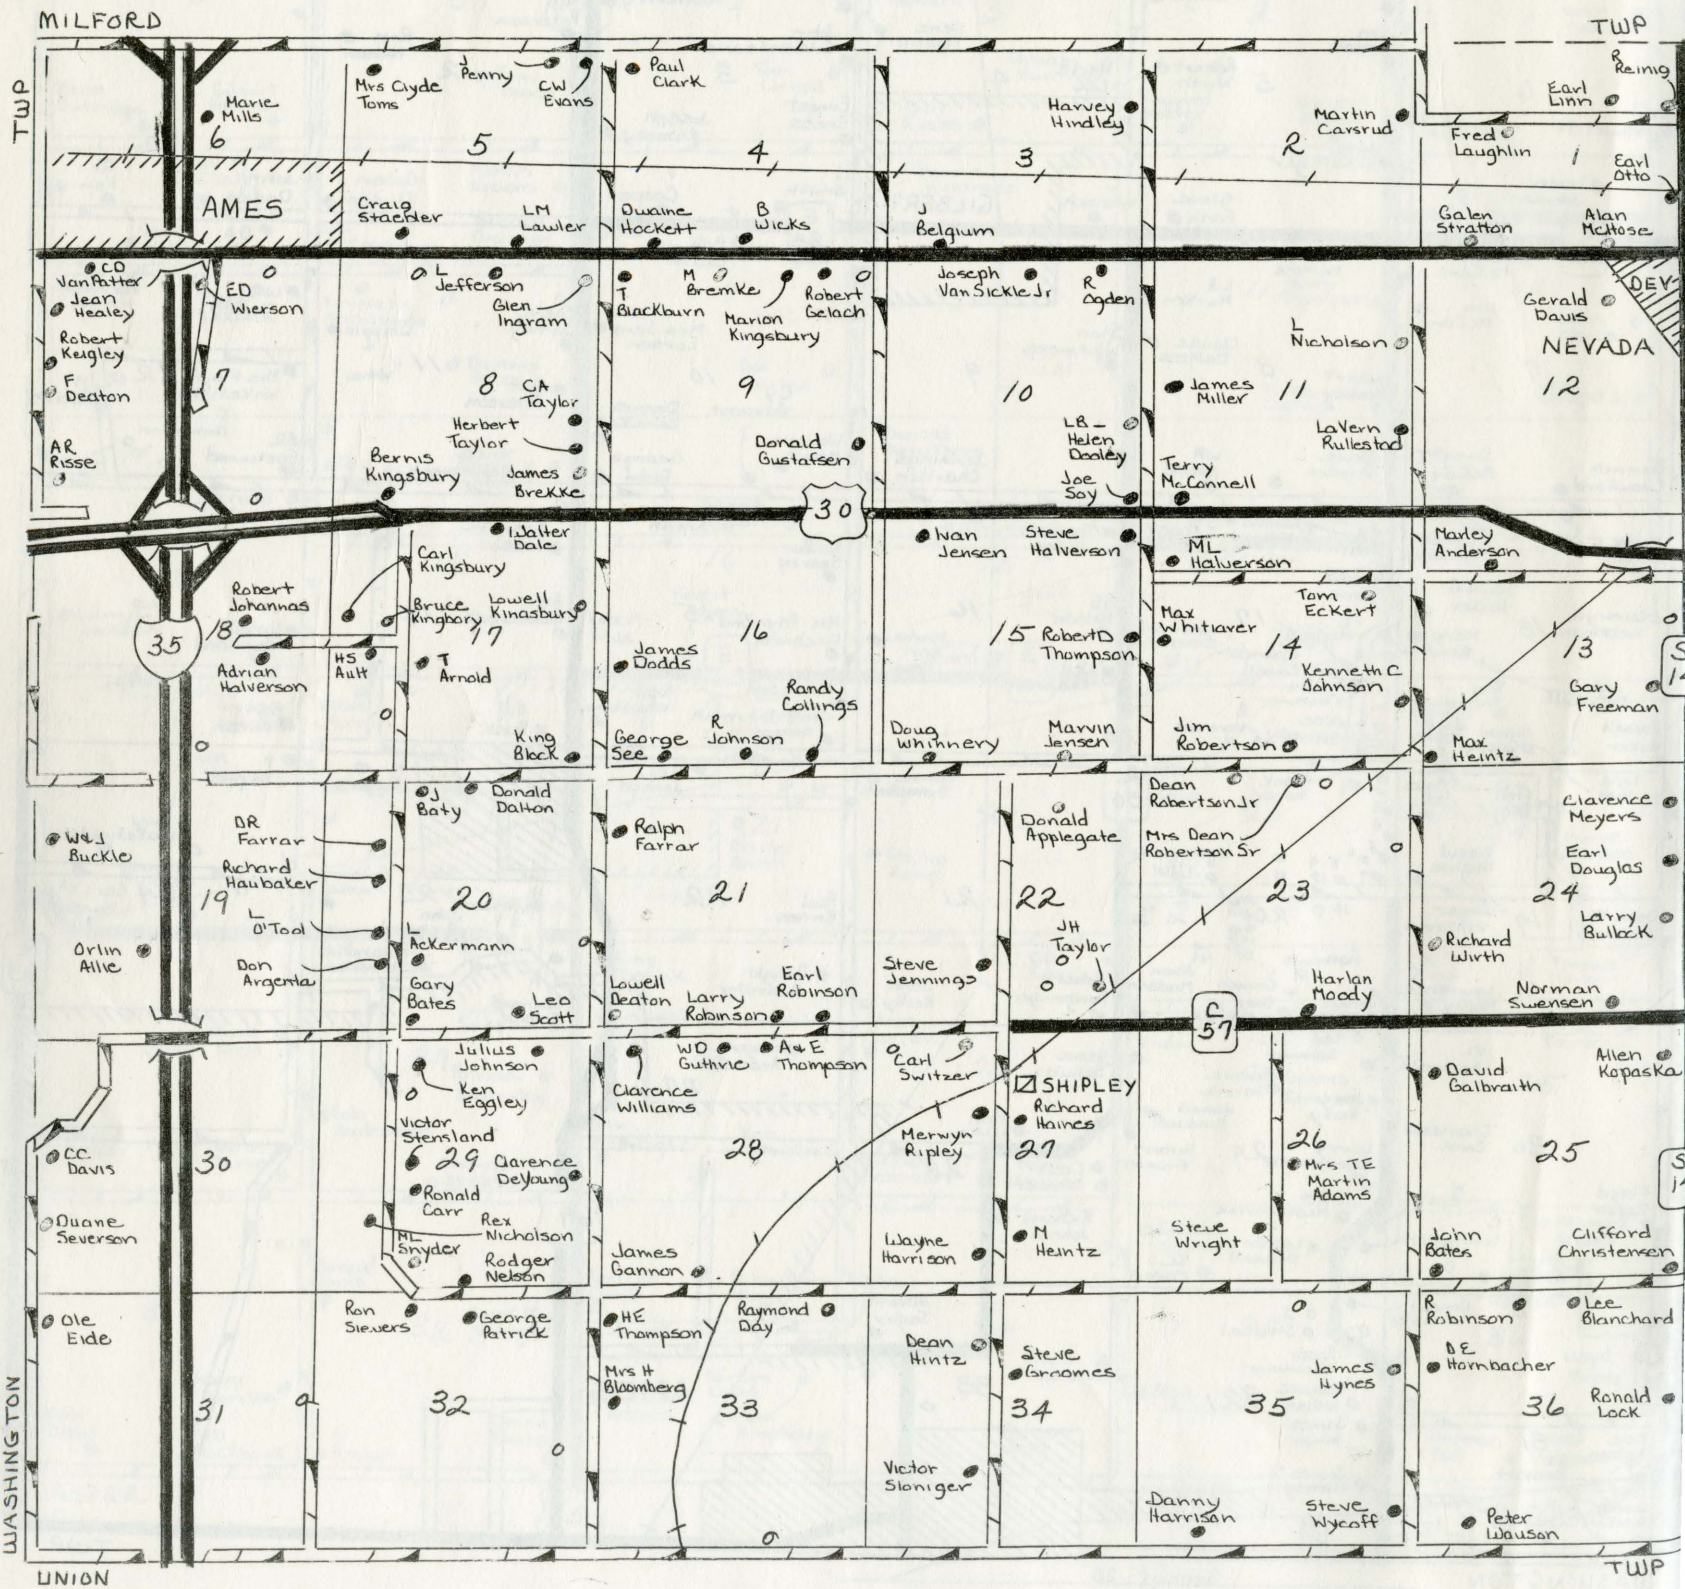 MILFORD
TWP
TWP
Marie
Mills
6
Mrs Clyde
Toms
J
Penny
CW
Evans
5
Paul
Clark
4
Harvey
Hindley
3
Martin
Carsrud
2
R
Reinig
Earl
Linn
Fred
Laughlin
1
Earl
Otto
AMES
Craig
Staehler
LM
Lawler
Dwaine
Hockett
B
Wicks
J
Belgium
Galen
Stratton
Alan
McHose
CD
VanPatter
Jean
Healey
Robert
Keigley
F
Deaton
AR
Risse
ED
Wierson
7
L
Jefferson
Glen
Ingram
8
CA
Taylor
Herbert
Taylor
Bernis
Kingsbury
James
Brekke
T
Blackburn
M
Bremke
Marion
Kingsbury
Robert
Gelach
9
Donald
Gustafsen
Joseph
VanSickle Jr
R
Ogden
10
LB -
Helen
Dooley
Joe
Soy
L
Nicholson
James
Miller
11
LaVern
Rullestad
Terry
McConnell
Gerald
Davis
DEV
NEVADA
12
30
Walter
Dale
Carl
Kingsbury
Robert
Johannas
Bruce
Kingbory
Lowell
Kinasbury
35
18
17
Adrian
Halverson
HS
Ault
T
Arnold
King
Block
16
James
Dodds
Randy
Collings
George
See
R
Johnson
Ivan
Jensen
Steve
Halverson
15
Robert D
Thompson
Doug
Whinnery
Marvin
Jensen
ML
Halverson
Tom
Eckert
Max
Whitiaver
14
Kenneth C
Johnson
Jim
Robertson
Marley
Anderson
13
S
14
Gary
Freeman
Max
Heintz
W&J
Buckle
DR
Farrar
Richard
Haubaker
19
L
O'Tool
Orlin
Allie
Don
Argenta
J
Baty
Donald
Dalton
20
L
Ackermann
Gary
Bates
Leo
Scott
Ralph
Farrar
21
Lowell
Deaton
Larry
Robinson
Earl
Robinson
Steve
Jennings
Donald
Applegate
22
JH
Taylor
Dean
Robertson Jr
Mrs Dean
Robertson Sr
23
Harlan
Moody
C
57
Clarence
Meyers
Earl
Douglas
24
Larry
Bullock
Richard
Wirth
Norman
Swensen
CC
Davis
30
Duane
Severson
Julius
Johnson
Ken
Eggley
Victor
Stensland
29
Clarence
DeYoung
Ronald
Carr
Rex
Nicholson
ML
Snyder
Rodger
Nelson
Clarence
Williams
WD
Guthrie
A&E
Thompson
28
James
Gannon
Carl
Switzer
Merwyn
Ripley
Wayne
Harrison
SHIPLEY
Richard
Haines
27
M
Heintz
26
Mrs TE
Martin
Adams
Steve
Wright
David
Galbraith
Allen
Kopaska
25
S
14
John
Bates
Clifford
Christensen
Ole
Eide
31
Ron
Sievers
George
Patrick
32
HE
Thompson
Mrs H
Bloomberg
Raymond
Day
33
Dean
Hintz
Victor
Sloniger
Steve
Groomes
34
James
Hynes
35
Danny
Harrison
Steve
Wycoff
R
Robinson
Lee
Blanchard
DE
Hornbacher
36
Ronald
Lock
Peter
Wauson
WASHINGTON
UNION
TWP